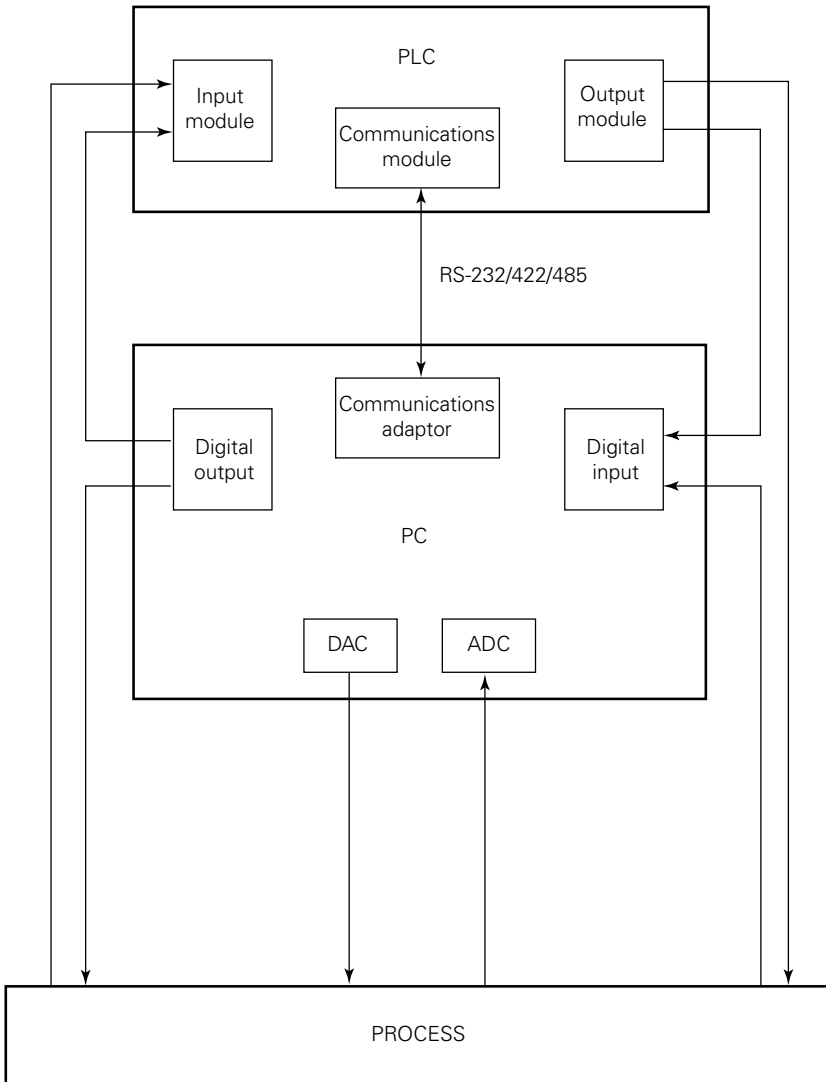 PLC
Input
module
Output
module
Communications
module
RS-232/422/485
Communications
adaptor
Digital
output
Digital
input
PC
DAC
ADC
PROCESS